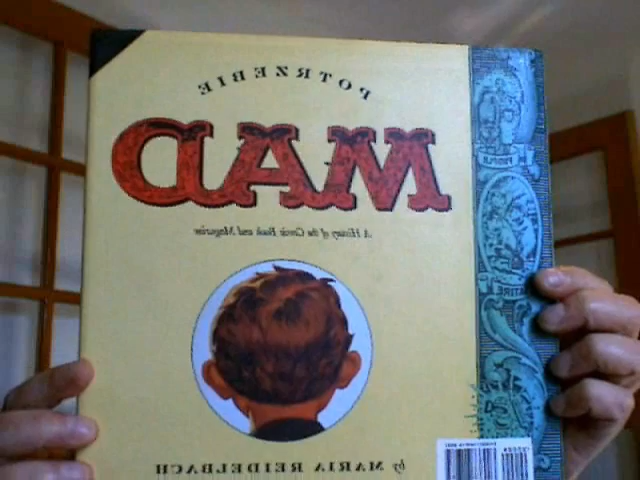 POTRZEBIE
MAD
A History of the Comic Book and Magazine
by MARIA REIDELBACH